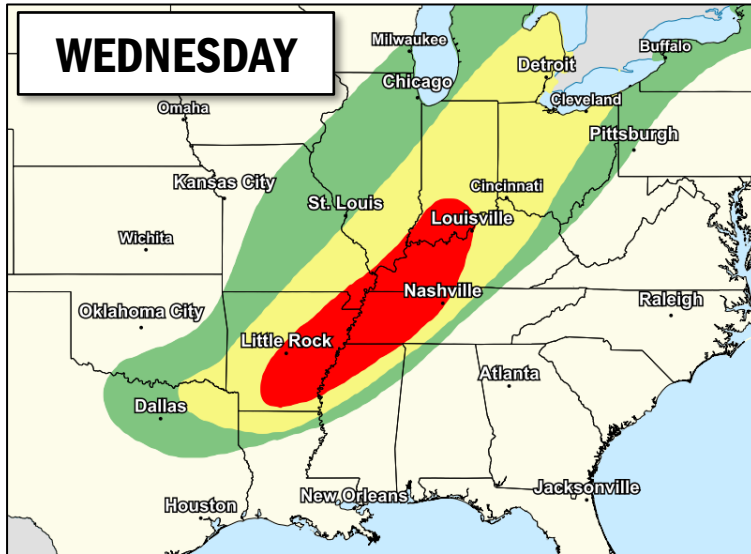 WEDNESDAY
Milwaukee
Buffalo
Detroit
Chicago
Cleveland
Omaha
Pittsburgh
Kansas City
Cincinnati
St. Louis
Louisville
Wichita
Nashville
Raleigh
Oklahoma City
Little Rock
Atlanta
Dallas
Jacksonville
New Orleans
Houston